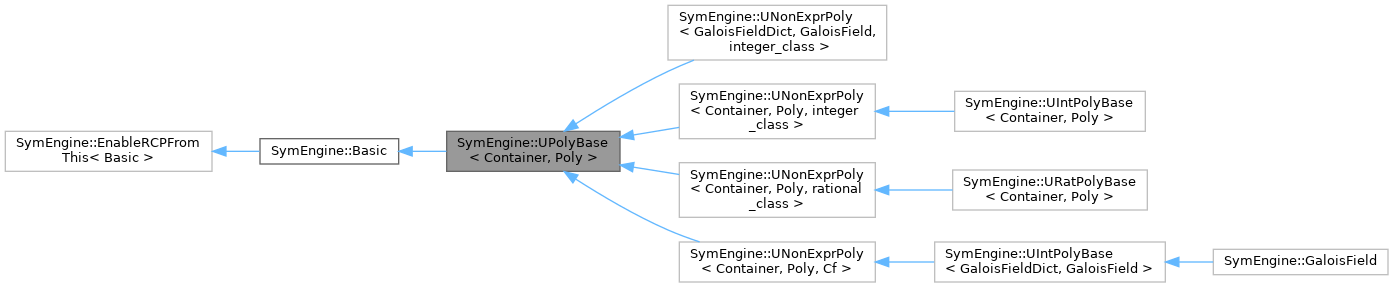 SymEngine::EnableRCPFrom
This< Basic >
SymEngine::Basic
SymEngine::UPolyBase
< Container, Poly >
SymEngine::UNonExprPoly
< GaloisFieldDict, GaloisField,
integer_class >
SymEngine::UNonExprPoly
< Container, Poly, integer
_class >
SymEngine::UIntPolyBase
< Container, Poly >
SymEngine::UNonExprPoly
< Container, Poly, rational
_class >
SymEngine::URatPolyBase
< Container, Poly >
SymEngine::UNonExprPoly
< Container, Poly, Cf >
SymEngine::UIntPolyBase
< GaloisFieldDict, GaloisField >
SymEngine::GaloisField